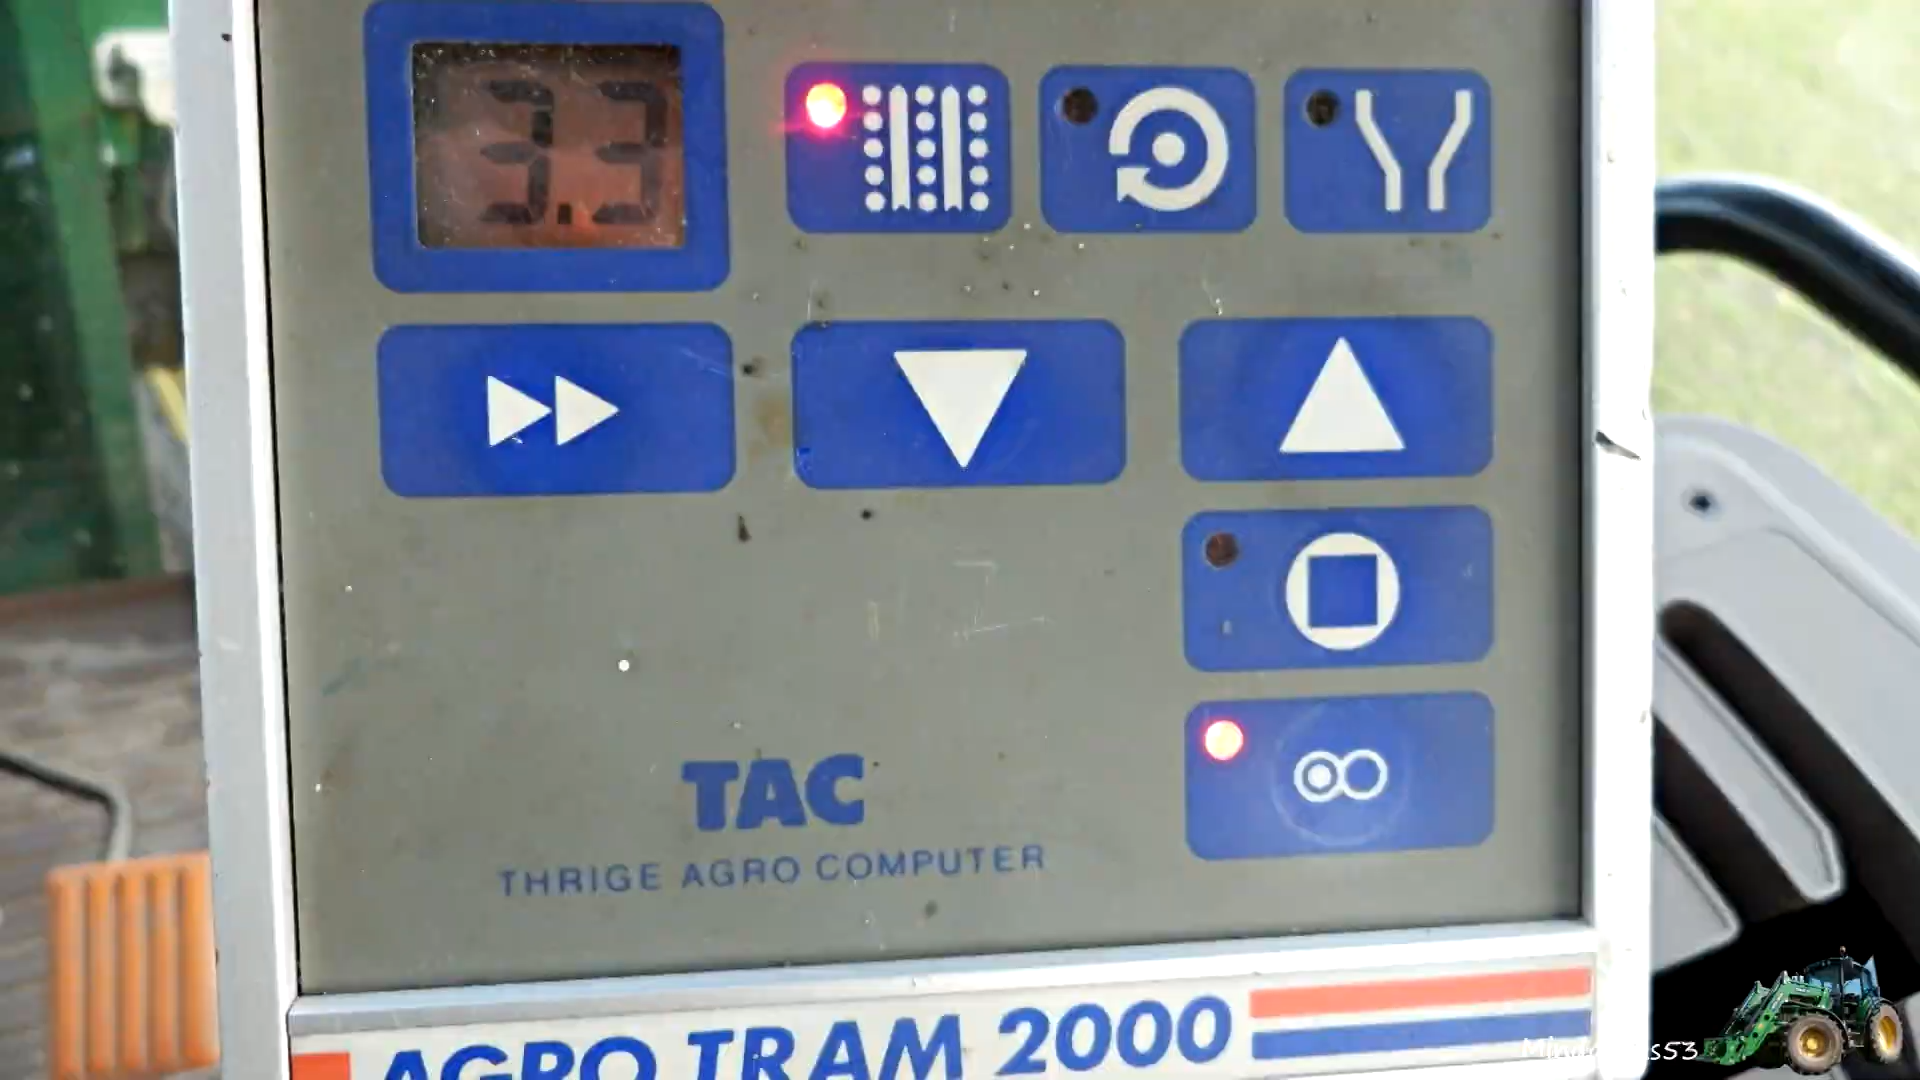 3.3
TAC
THRIGE AGRO COMPUTER
AGRO TRAM 2000